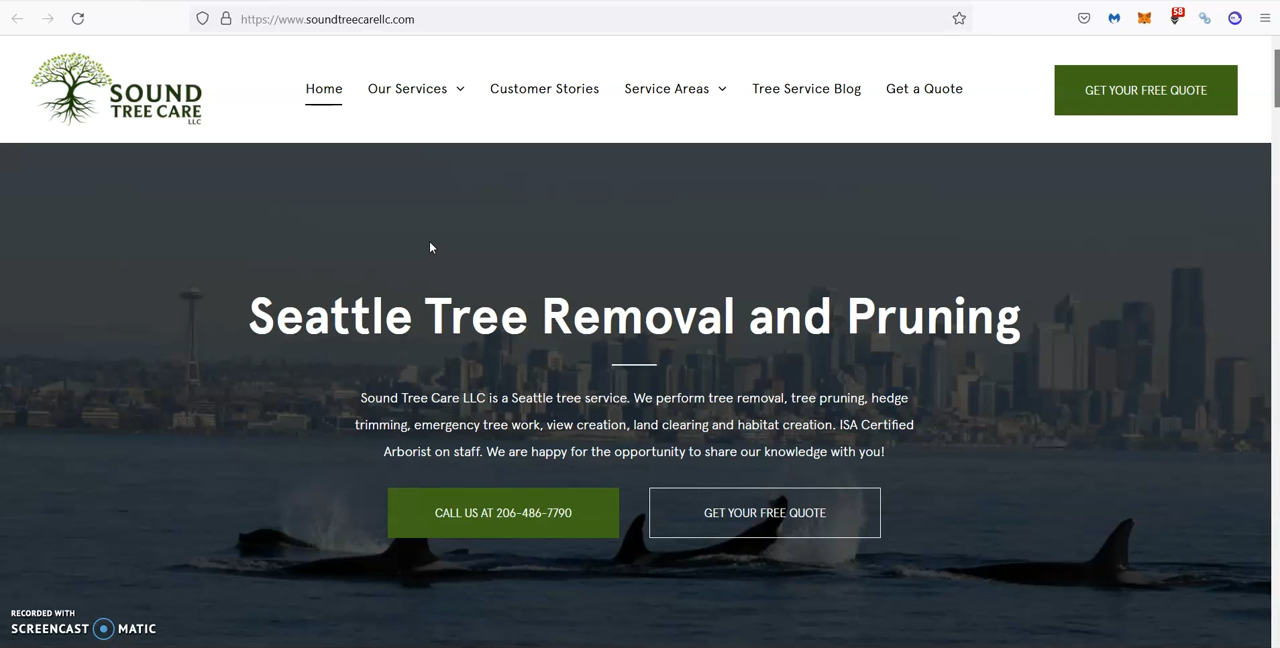 https://www.soundtreecarellc.com
58
SOUND
TREE CARE
LLC
Home
Our Services
Customer Stories
Service Areas
Tree Service Blog
Get a Quote
GET YOUR FREE QUOTE
Seattle Tree Removal and Pruning
Sound Tree Care LLC is a Seattle tree service. We perform tree removal, tree pruning, hedge
trimming, emergency tree work, view creation, land clearing and habitat creation. ISA Certified
Arborist on staff. We are happy for the opportunity to share our knowledge with you!
CALL US AT 206-486-7790
GET YOUR FREE QUOTE
RECORDED WITH
SCREENCAST MATIC